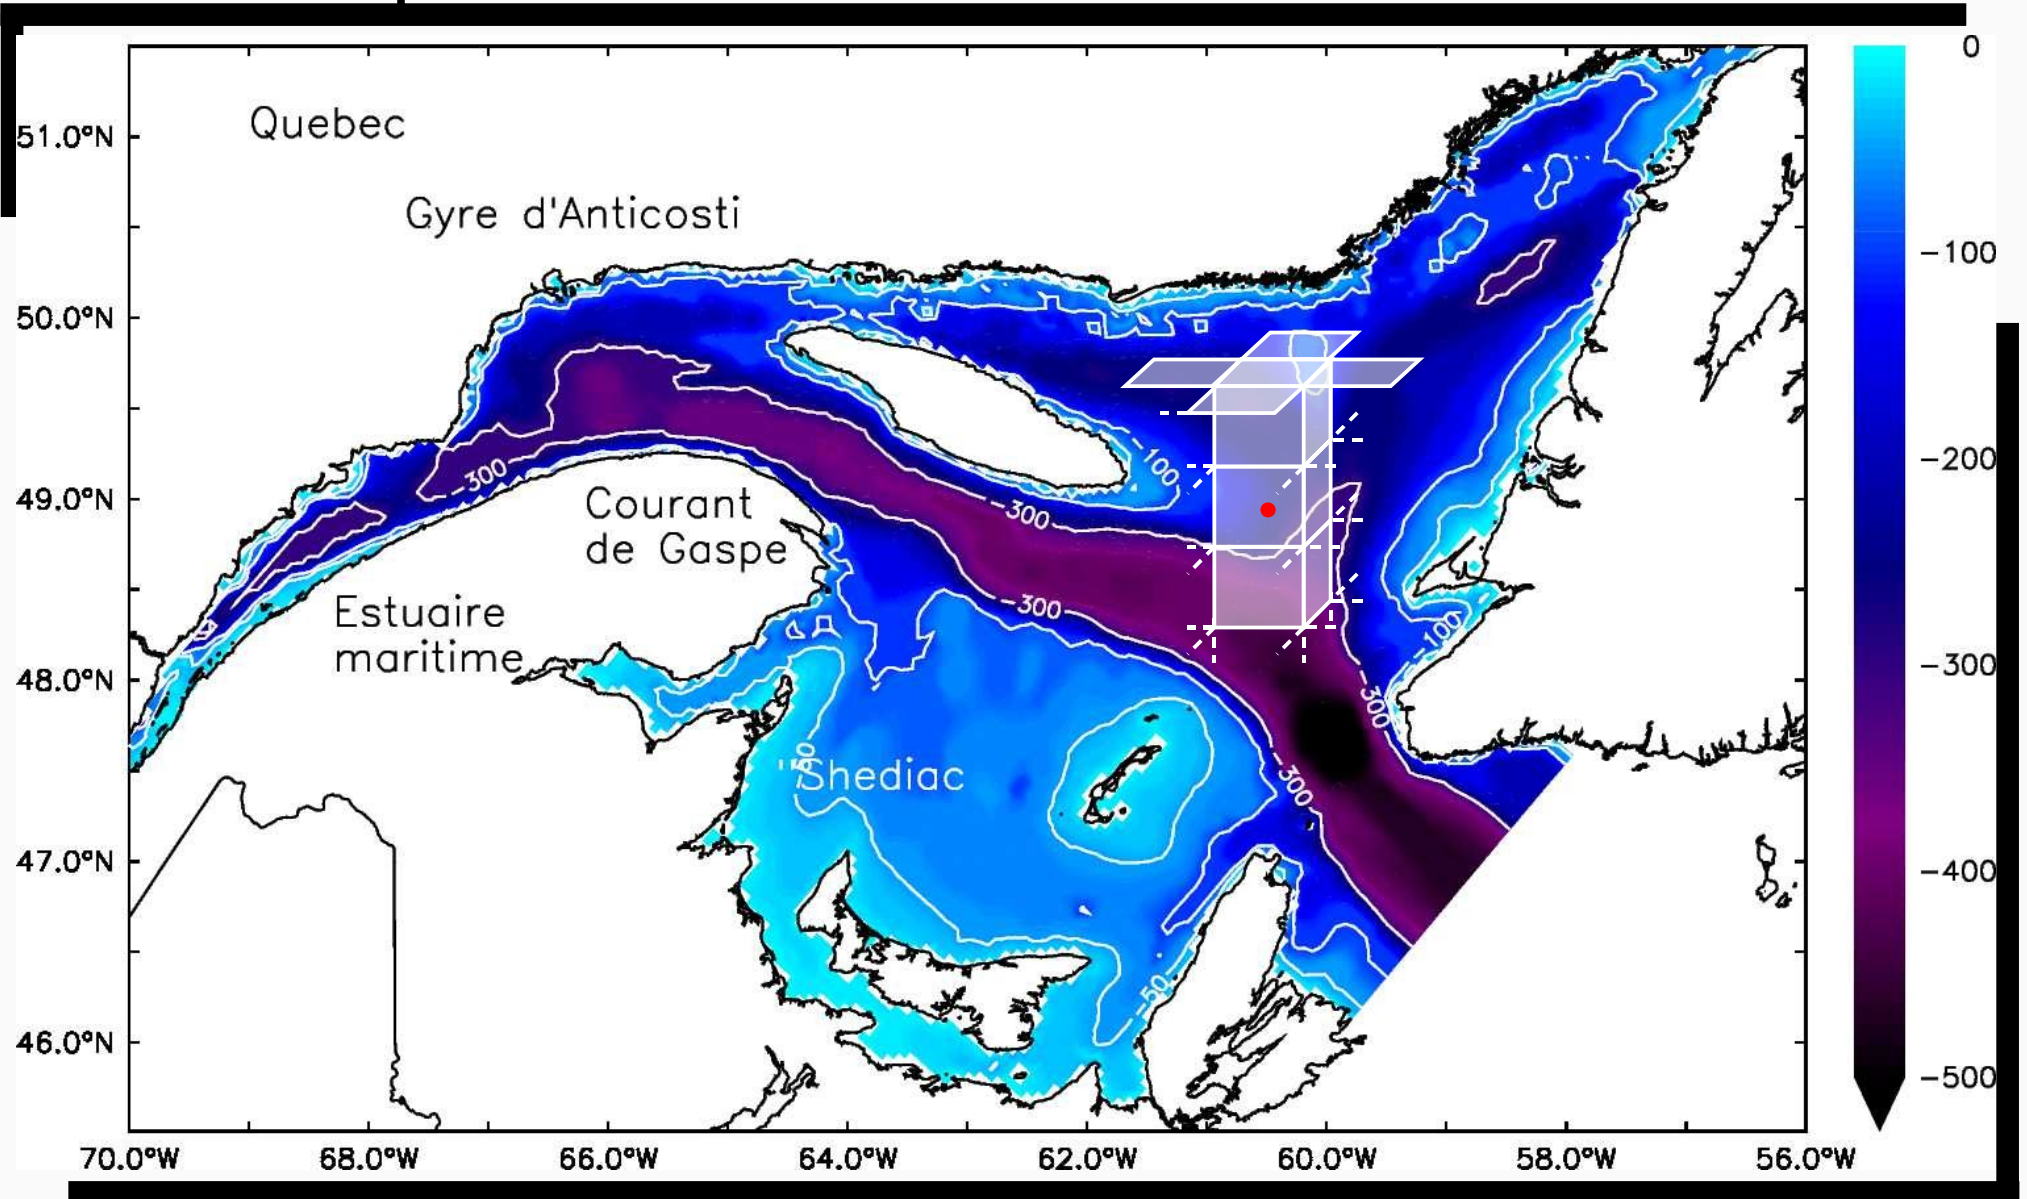 Quebec
Gyre d'Anticosti
Courant
de Gaspe
Estuaire
maritime
"Shediac
-300
-300
-300
-300
-300
-100
100
50
-50
51.0°N
50.0°N
49.0°N
48.0°N
47.0°N
46.0°N
70.0°W 68.0°W 66.0°W 64.0°W 62.0°W 60.0°W 58.0°W 56.0°W
0
-100
-200
-300
-400
-500